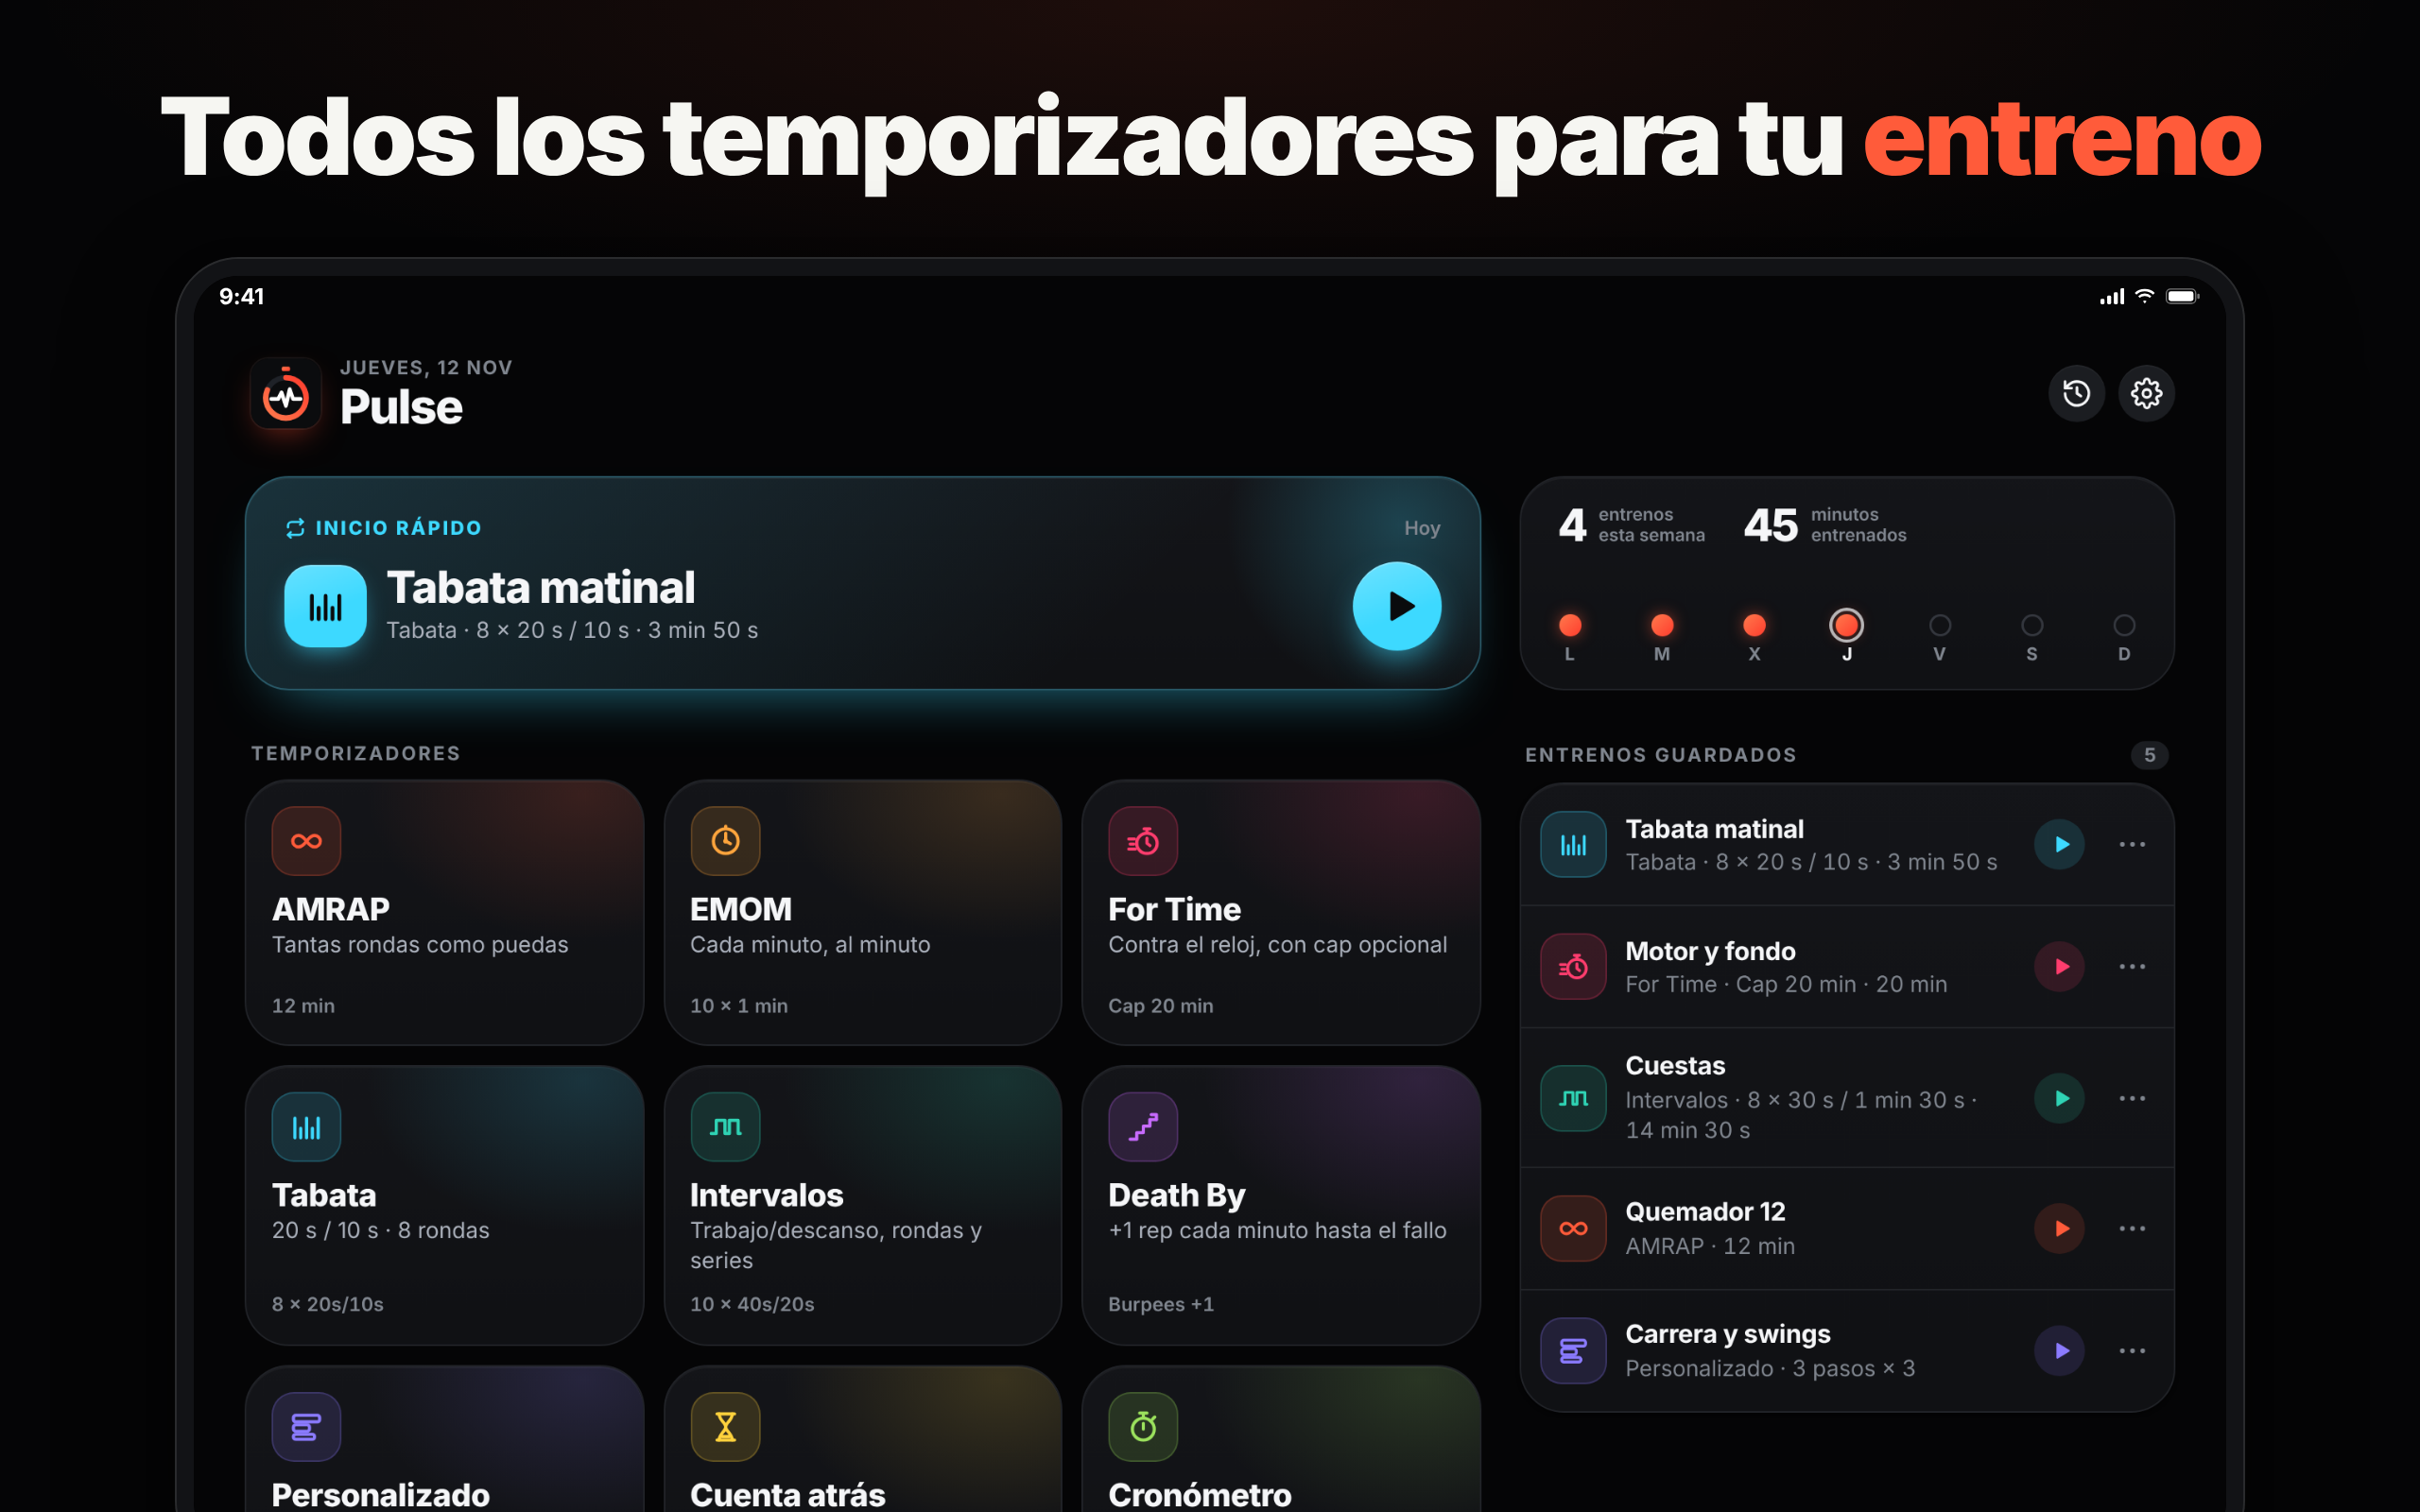 Todos los temporizadores para tu entreno
9:41
JUEVES, 12 NOV
Pulse
INICIO RÁPIDO
Hoy
Tabata matinal
Tabata · 8 × 20 s / 10 s · 3 min 50 s
4 entrenos esta semana
45 minutos entrenados
L M X J V S D
TEMPORIZADORES
AMRAP
Tantas rondas como puedas
12 min
EMOM
Cada minuto, al minuto
10 × 1 min
For Time
Contra el reloj, con cap opcional
Cap 20 min
Tabata
20 s / 10 s · 8 rondas
8 × 20s/10s
Intervalos
Trabajo/descanso, rondas y
series
10 × 40s/20s
Death By
+1 rep cada minuto hasta el fallo
Burpees +1
Personalizado
Cuenta atrás
Cronómetro
ENTRENOS GUARDADOS
5
Tabata matinal
Tabata · 8 × 20 s / 10 s · 3 min 50 s
Motor y fondo
For Time · Cap 20 min · 20 min
Cuestas
Intervalos · 8 × 30 s / 1 min 30 s ·
14 min 30 s
Quemador 12
AMRAP · 12 min
Carrera y swings
Personalizado · 3 pasos × 3